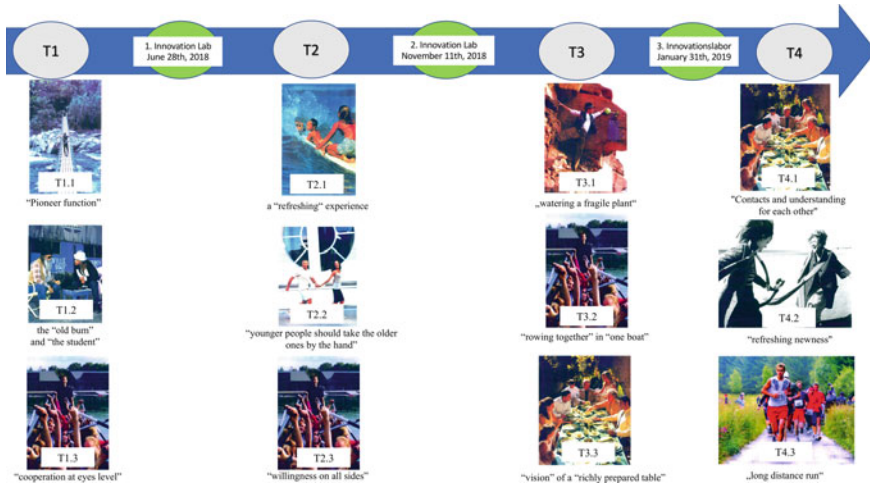 T1
1. Innovation Lab
June 28th, 2018
T2
2. Innovation Lab
November 11th, 2018
T3
3. Innovationslabor
January 31th, 2019
T4
T1.1
“Pioneer function”
T2.1
a “refreshing“ experience
T3.1
„watering a fragile plant”
T4.1
"Contacts and understanding
for each other"
T1.2
the “old bum”
and “the student”
T2.2
“younger people should take the older
ones by the hand”
T3.2
“rowing together” in “one boat”
T4.2
“refreshing newness"
T1.3
“cooperation at eyes level”
T2.3
“willingness on all sides”
T3.3
“vision” of a “richly prepared table”
T4.3
„long distance run“